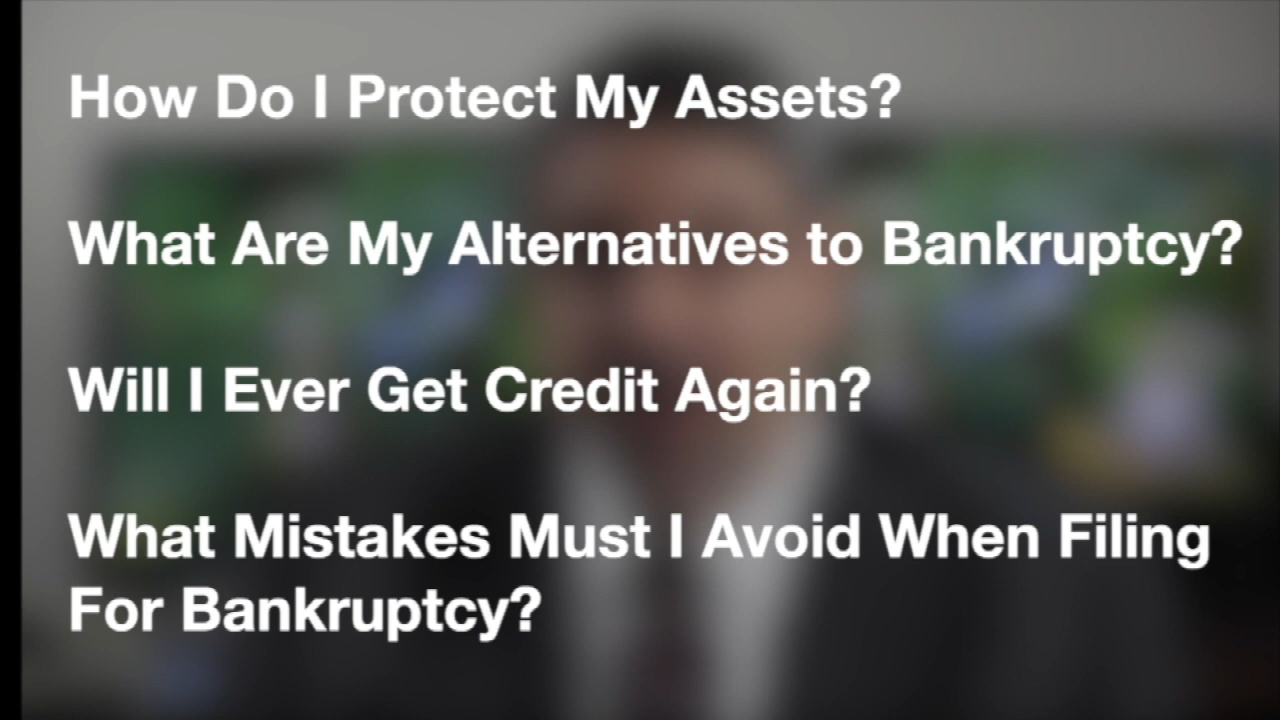 How Do I Protect My Assets?
What Are My Alternatives to Bankruptcy?
Will I Ever Get Credit Again?
What Mistakes Must I Avoid When Filing
For Bankruptcy?